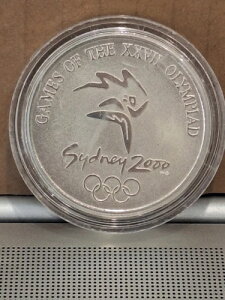 GAMES OF THE XXVII OLYMPIAD
Sydney 2000